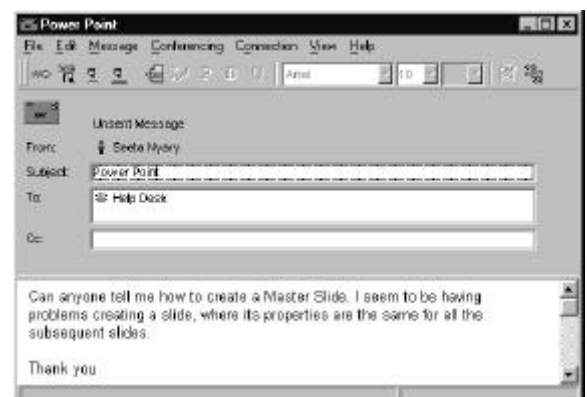 Power Point
File Edit Message Conferencing Connection View Help
Arial 10
Unsent Message
From: Seeta Nyary
Subject: Power Point
To: Help Desk
Cc:
Can anyone tell me how to create a Master Slide. I seem to be having
problems creating a slide, where its properties are the same for all the
subsequent slides.
Thank you